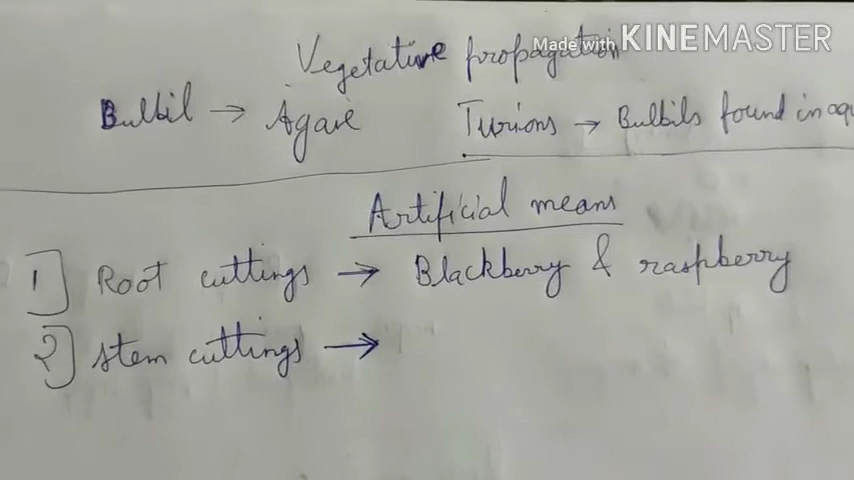 Made with KINEMASTER
Vegetative propagation
Bulbil → Agave Turions → Bulbils found in aqu
Artificial means
1] Root cuttings → Blackberry & raspberry
2] stem cuttings →